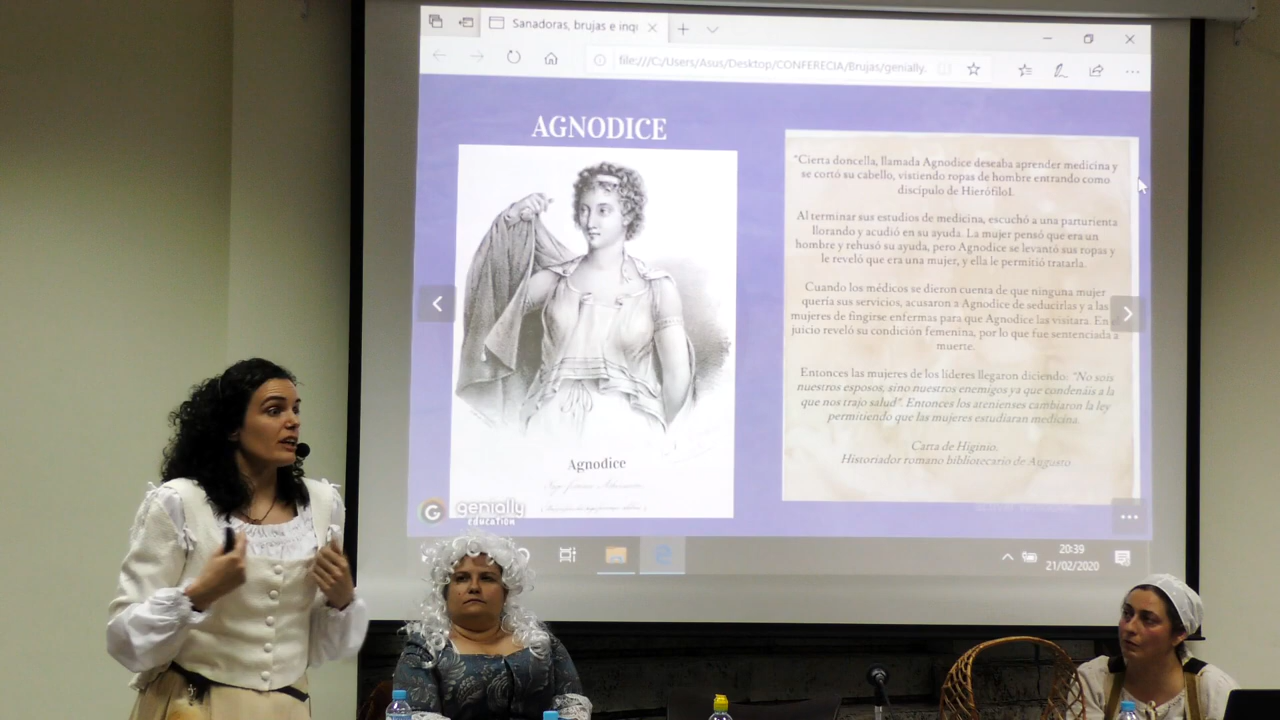 Sanadoras, brujas e inqu
file:///C:/Users/Asus/Desktop/CONFERECIA/Brujas/genially.
AGNODICE
"Cierta doncella, llamada Agnodice deseaba aprender medicina y
se cortó su cabello, vistiendo ropas de hombre entrando como
discípulo de HierófiloI.
Al terminar sus estudios de medicina, escuchó a una parturienta
llorando y acudió en su ayuda. La mujer pensó que era un
hombre y rehusó su ayuda, pero Agnodice se levantó sus ropas y
le reveló que era una mujer, y ella le permitió tratarla.
Cuando los médicos se dieron cuenta de que ninguna mujer
quería sus servicios, acusaron a Agnodice de seducirlas y a las
mujeres de fingirse enfermas para que Agnodice las visitara. En
juicio reveló su condición femenina, por lo que fue sentenciada a
muerte.
Entonces las mujeres de los líderes llegaron diciendo: "No sois
nuestros esposos, sino nuestros enemigos ya que condenáis a la
que nos trajo salud". Entonces los atenienses cambiaron la ley
permitiendo que las mujeres estudiaran medicina.
Carta de Higinio.
Historiador romano bibliotecario de Augusto
Agnodice
genially
education
20:39
21/02/2020